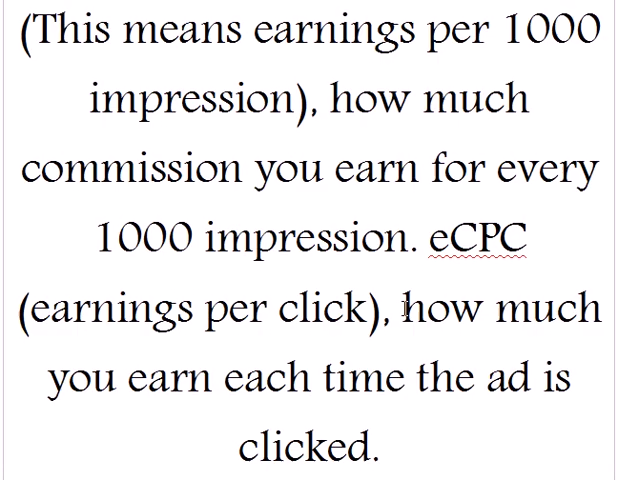 (This means earnings per 1000
impression), how much
commission you earn for every
1000 impression. eCPC
(earnings per click), how much
you earn each time the ad is
clicked.